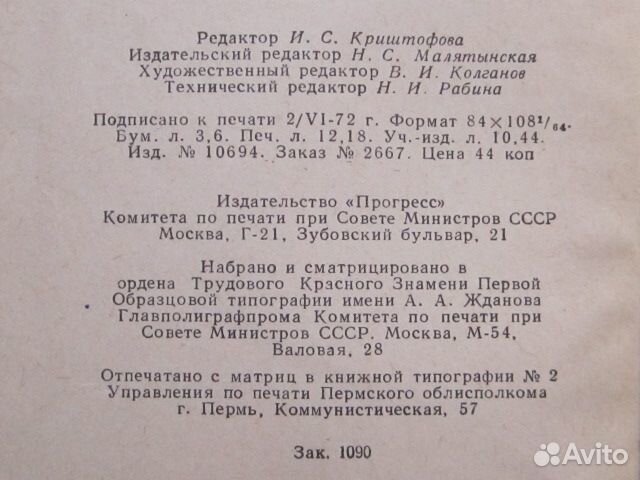 Редактор И. С. Криштофова
Издательский редактор Н. С. Малятынская
Художественный редактор В. И. Колганов
Технический редактор Н. И. Рабина
Подписано к печати 2/VI-72 г. Формат 84×108¹/₆₄.
Бум. л. 3,6. Печ. л. 12,18. Уч.-изд. л. 10,44.
Изд. № 10694. Заказ № 2667. Цена 44 коп
Издательство «Прогресс»
Комитета по печати при Совете Министров СССР
Москва, Г-21, Зубовский бульвар, 21
Набрано и сматрицировано в
ордена Трудового Красного Знамени Первой
Образцовой типографии имени А. А. Жданова
Главполиграфпрома Комитета по печати при
Совете Министров СССР. Москва, М-54,
Валовая, 28
Отпечатано с матриц в книжной типографии № 2
Управления по печати Пермского облисполкома
г. Пермь, Коммунистическая, 57
Зак. 1090
Avito